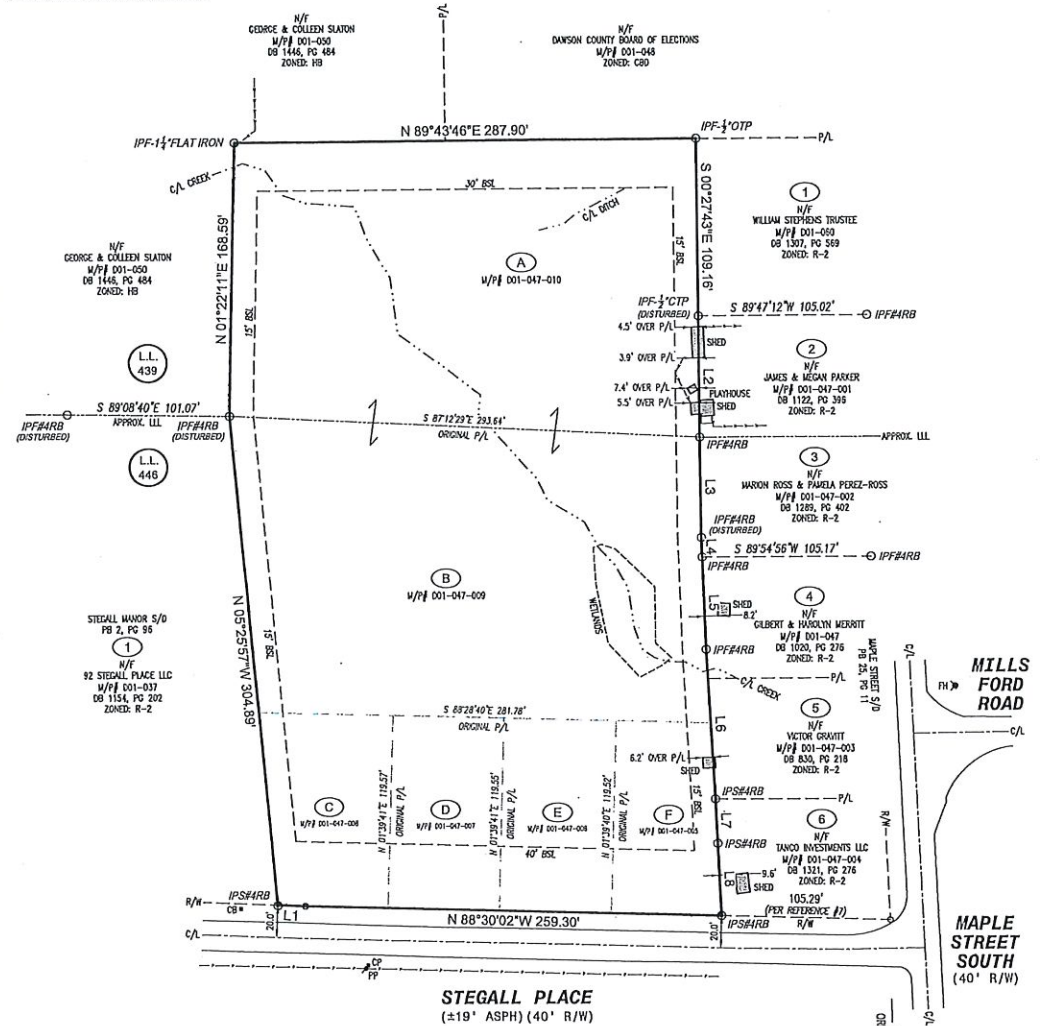 N/F
GEORGE & COLLEEN SLATON
M/P# D01-050
DB 1446, PG 484
ZONED: HB
P/L
N/F
DAWSON COUNTY BOARD OF ELECTIONS
M/P# D01-048
ZONED: CBD
IPF-1¼"FLAT IRON
N 89°43'46"E 287.90'
IPF-½"OTP
P/L
C/L CREEK
30' BSL
C/L DITCH
S 00°27'43"E 109.16'
1
N/F
WILLIAM STEPHENS TRUSTEE
M/P# D01-060
DB 1307, PG 569
ZONED: R-2
N/F
GEORGE & COLLEEN SLATON
M/P# D01-050
DB 1446, PG 484
ZONED: HB
N 01°22'11"E 168.59'
15' BSL
A
M/P# D01-047-010
15' BSL
IPF-½"CTP
(DISTURBED)
S 89°47'12"W 105.02'
IPF#4RB
4.5' OVER P/L
SHED
3.9' OVER P/L
L2
7.4' OVER P/L
PLAYHOUSE
5.5' OVER P/L
SHED
2
N/F
JAMES & MEGAN PARKER
M/P# D01-047-001
DB 1122, PG 396
ZONED: R-2
L.L.
439
S 89°08'40"E 101.07'
APPROX. LLL
IPF#4RB
(DISTURBED)
IPF#4RB
(DISTURBED)
S 87°12'29"E 293.64'
ORIGINAL P/L
IPF#4RB
APPROX. LLL
L.L.
446
3
N/F
MARION ROSS & PAMELA PEREZ-ROSS
M/P# D01-047-002
DB 1289, PG 402
ZONED: R-2
L3
IPF#4RB
(DISTURBED)
L4
S 89°54'56"W 105.17'
IPF#4RB
IPF#4RB
B
M/P# D01-047-009
WETLANDS
L5
SHED
8.2'
4
N/F
GILBERT & HAROLYN MERRITT
M/P# D01-047
DB 1020, PG 276
ZONED: R-2
IPF#4RB
P/L
C/L CREEK
STEGALL MANOR S/D
PB 2, PG 96
1
N/F
92 STEGALL PLACE LLC
M/P# D01-037
DB 1154, PG 202
ZONED: R-2
N 05°25'57"W 304.89'
15' BSL
MAPLE STREET S/D
PB 25, PG 11
C/L
FH
MILLS
FORD
ROAD
C/L
S 88°28'40"E 281.78'
ORIGINAL P/L
L6
5
N/F
VICTOR GRAVITT
M/P# D01-047-003
DB 830, PG 218
ZONED: R-2
6.2' OVER P/L
SHED
15' BSL
IPS#4RB
P/L
R/W
C
M/P# D01-047-008
N 01°39'41"E 119.57'
ORIGINAL P/L
D
M/P# D01-047-007
N 01°39'41"E 119.55'
ORIGINAL P/L
E
M/P# D01-047-006
N 01°39'40"E 119.52'
ORIGINAL P/L
F
M/P# D01-047-005
40' BSL
L7
IPS#4RB
6
N/F
TANCO INVESTMENTS LLC
M/P# D01-047-004
DB 1321, PG 276
ZONED: R-2
L8
9.6'
SHED
105.29'
(PER REFERENCE #7)
R/W
R/W
CB
IPS#4RB
L1
20.0'
N 88°30'02"W 259.30'
20.0'
IPS#4RB
C/L
CP
PP
STEGALL PLACE
(±19' ASPH) (40' R/W)
MAPLE
STREET
SOUTH
(40' R/W)
C/L